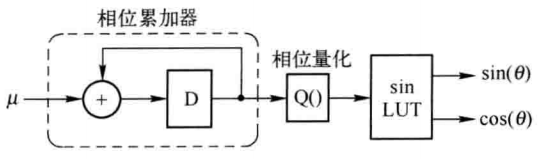 相位累加器
相位量化
μ
+
D
Q()
sin
LUT
sin(θ)
cos(θ)